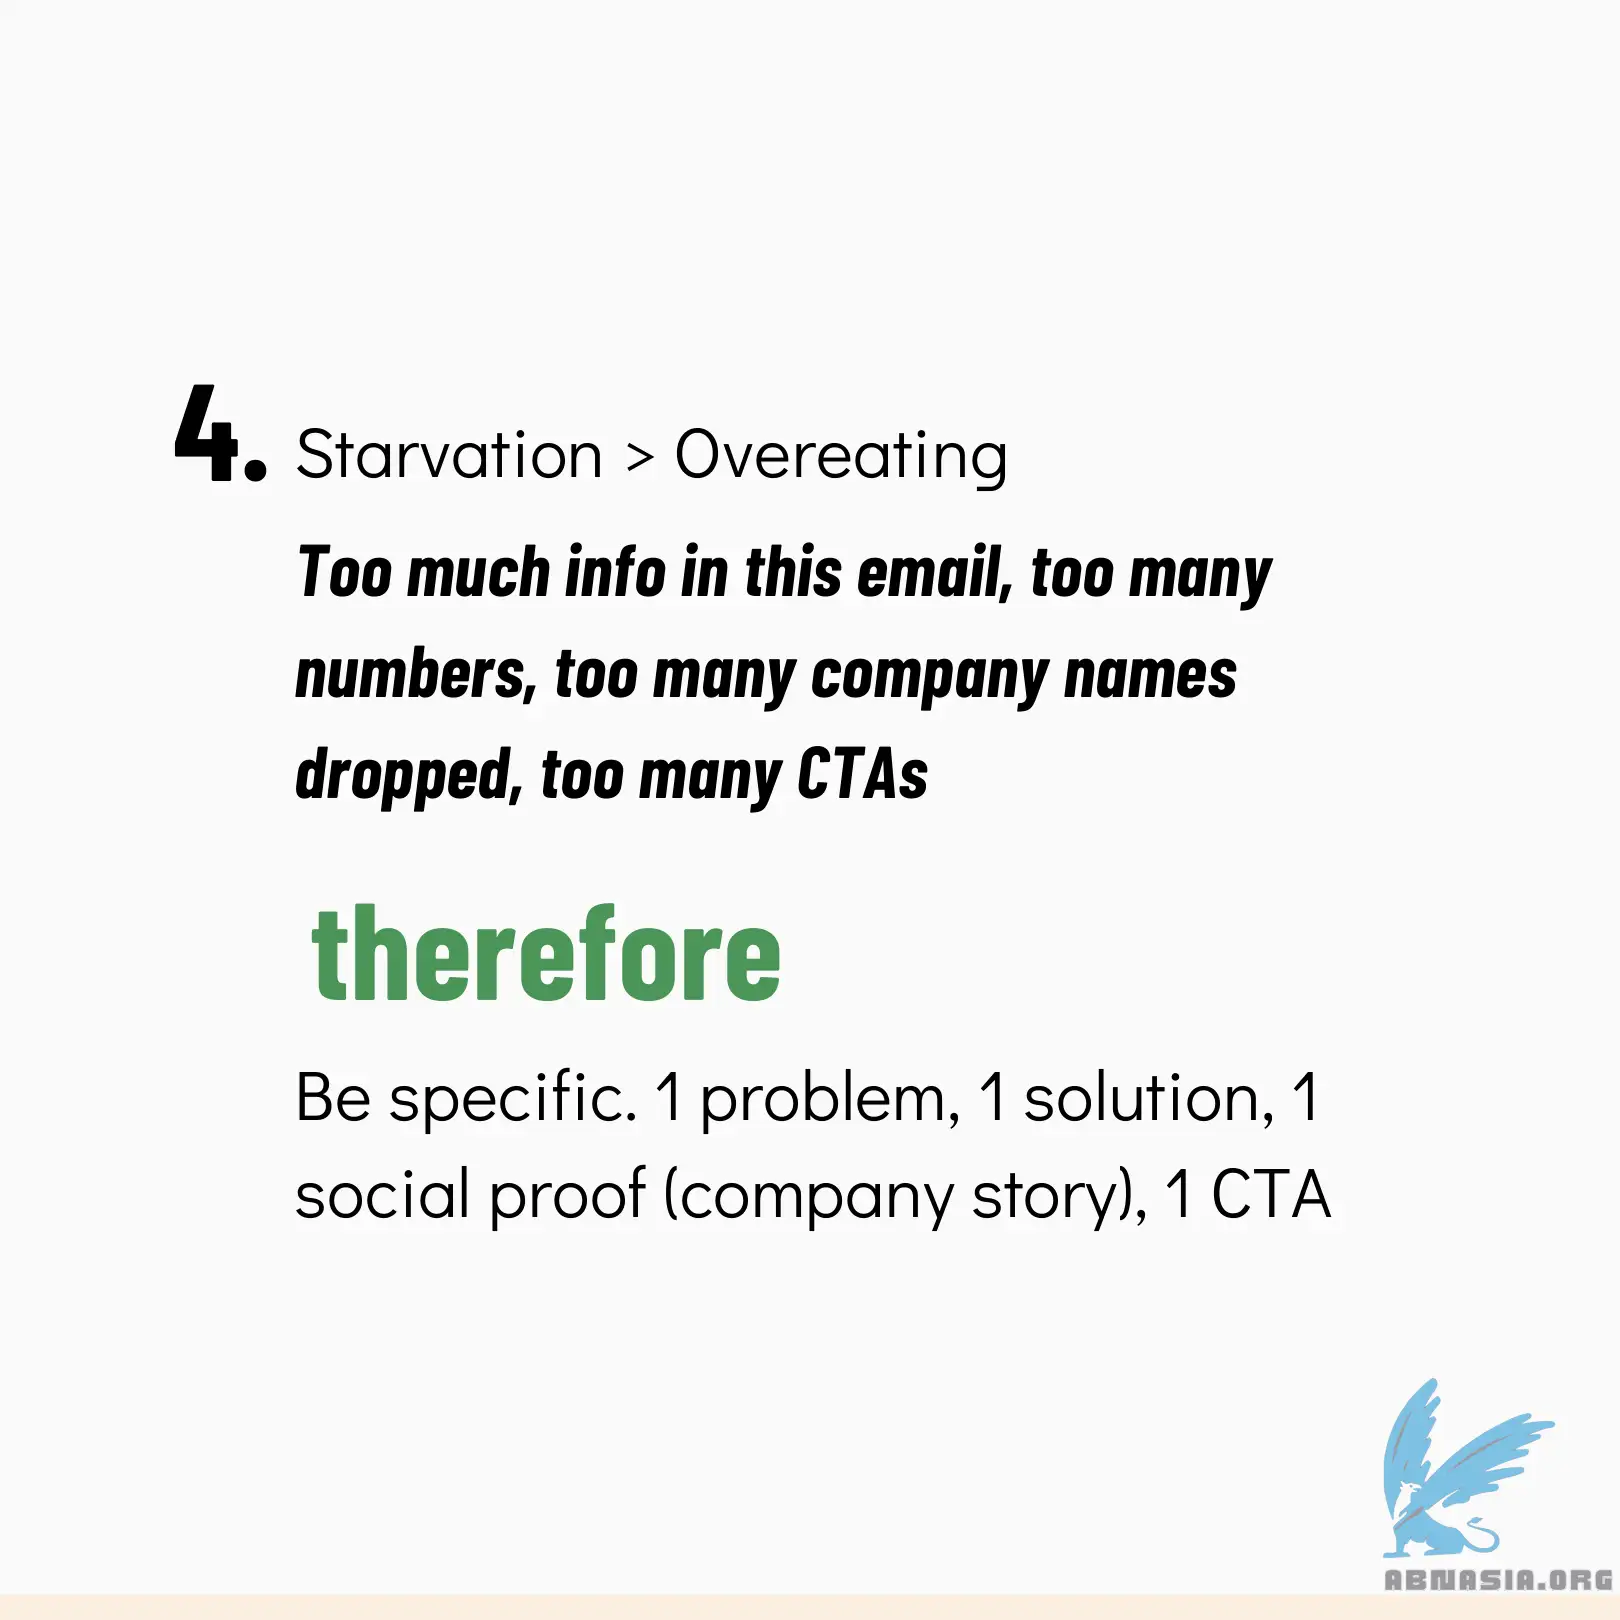 4. Starvation > Overeating
Too much info in this email, too many
numbers, too many company names
dropped, too many CTAs
therefore
Be specific. 1 problem, 1 solution, 1
social proof (company story), 1 CTA
ABNASIA.ORG